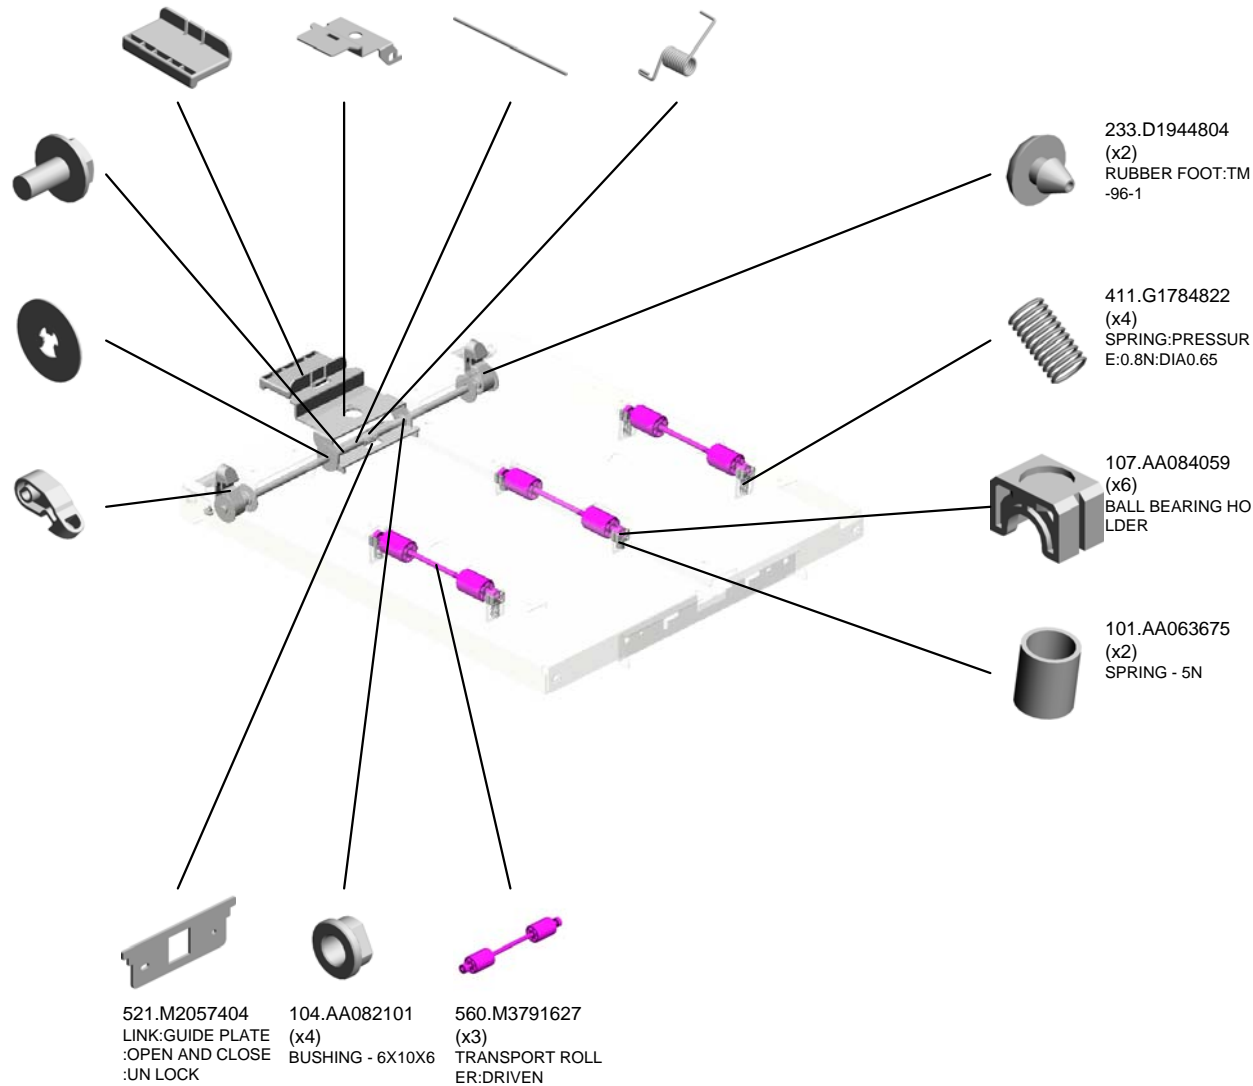 233.D1944804
(x2)
RUBBER FOOT:TM
-96-1
411.G1784822
(x4)
SPRING:PRESSUR
E:0.8N:DIA0.65
107.AA084059
(x6)
BALL BEARING HO
LDER
101.AA063675
(x2)
SPRING - 5N
521.M2057404
LINK:GUIDE PLATE
:OPEN AND CLOSE
:UN LOCK
104.AA082101
(x4)
BUSHING - 6X10X6
560.M3791627
(x3)
TRANSPORT ROLL
ER:DRIVEN